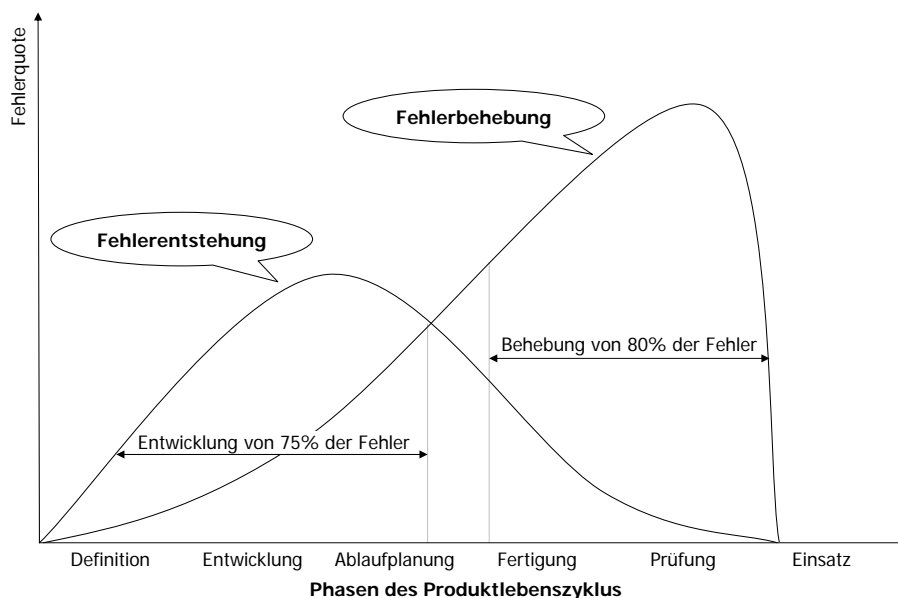 Fehlerquote
Fehlerbehebung
Fehlerentstehung
Behebung von 80% der Fehler
Entwicklung von 75% der Fehler
Definition Entwicklung Ablaufplanung Fertigung Prüfung Einsatz
Phasen des Produktlebenszyklus